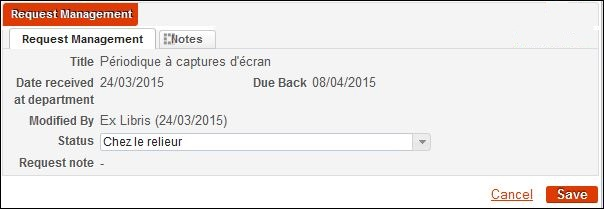 Request Management
Request Management Notes
Title Périodique à captures d'écran
Date received at department 24/03/2015 Due Back 08/04/2015
Modified By Ex Libris (24/03/2015)
Status Chez le relieur
Request note -
Cancel Save